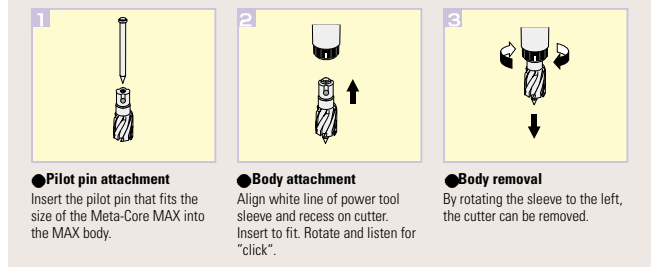 1
2
3
●Pilot pin attachment
Insert the pilot pin that fits the
size of the Meta-Core MAX into
the MAX body.
●Body attachment
Align white line of power tool
sleeve and recess on cutter.
Insert to fit. Rotate and listen for
"click".
●Body removal
By rotating the sleeve to the left,
the cutter can be removed.